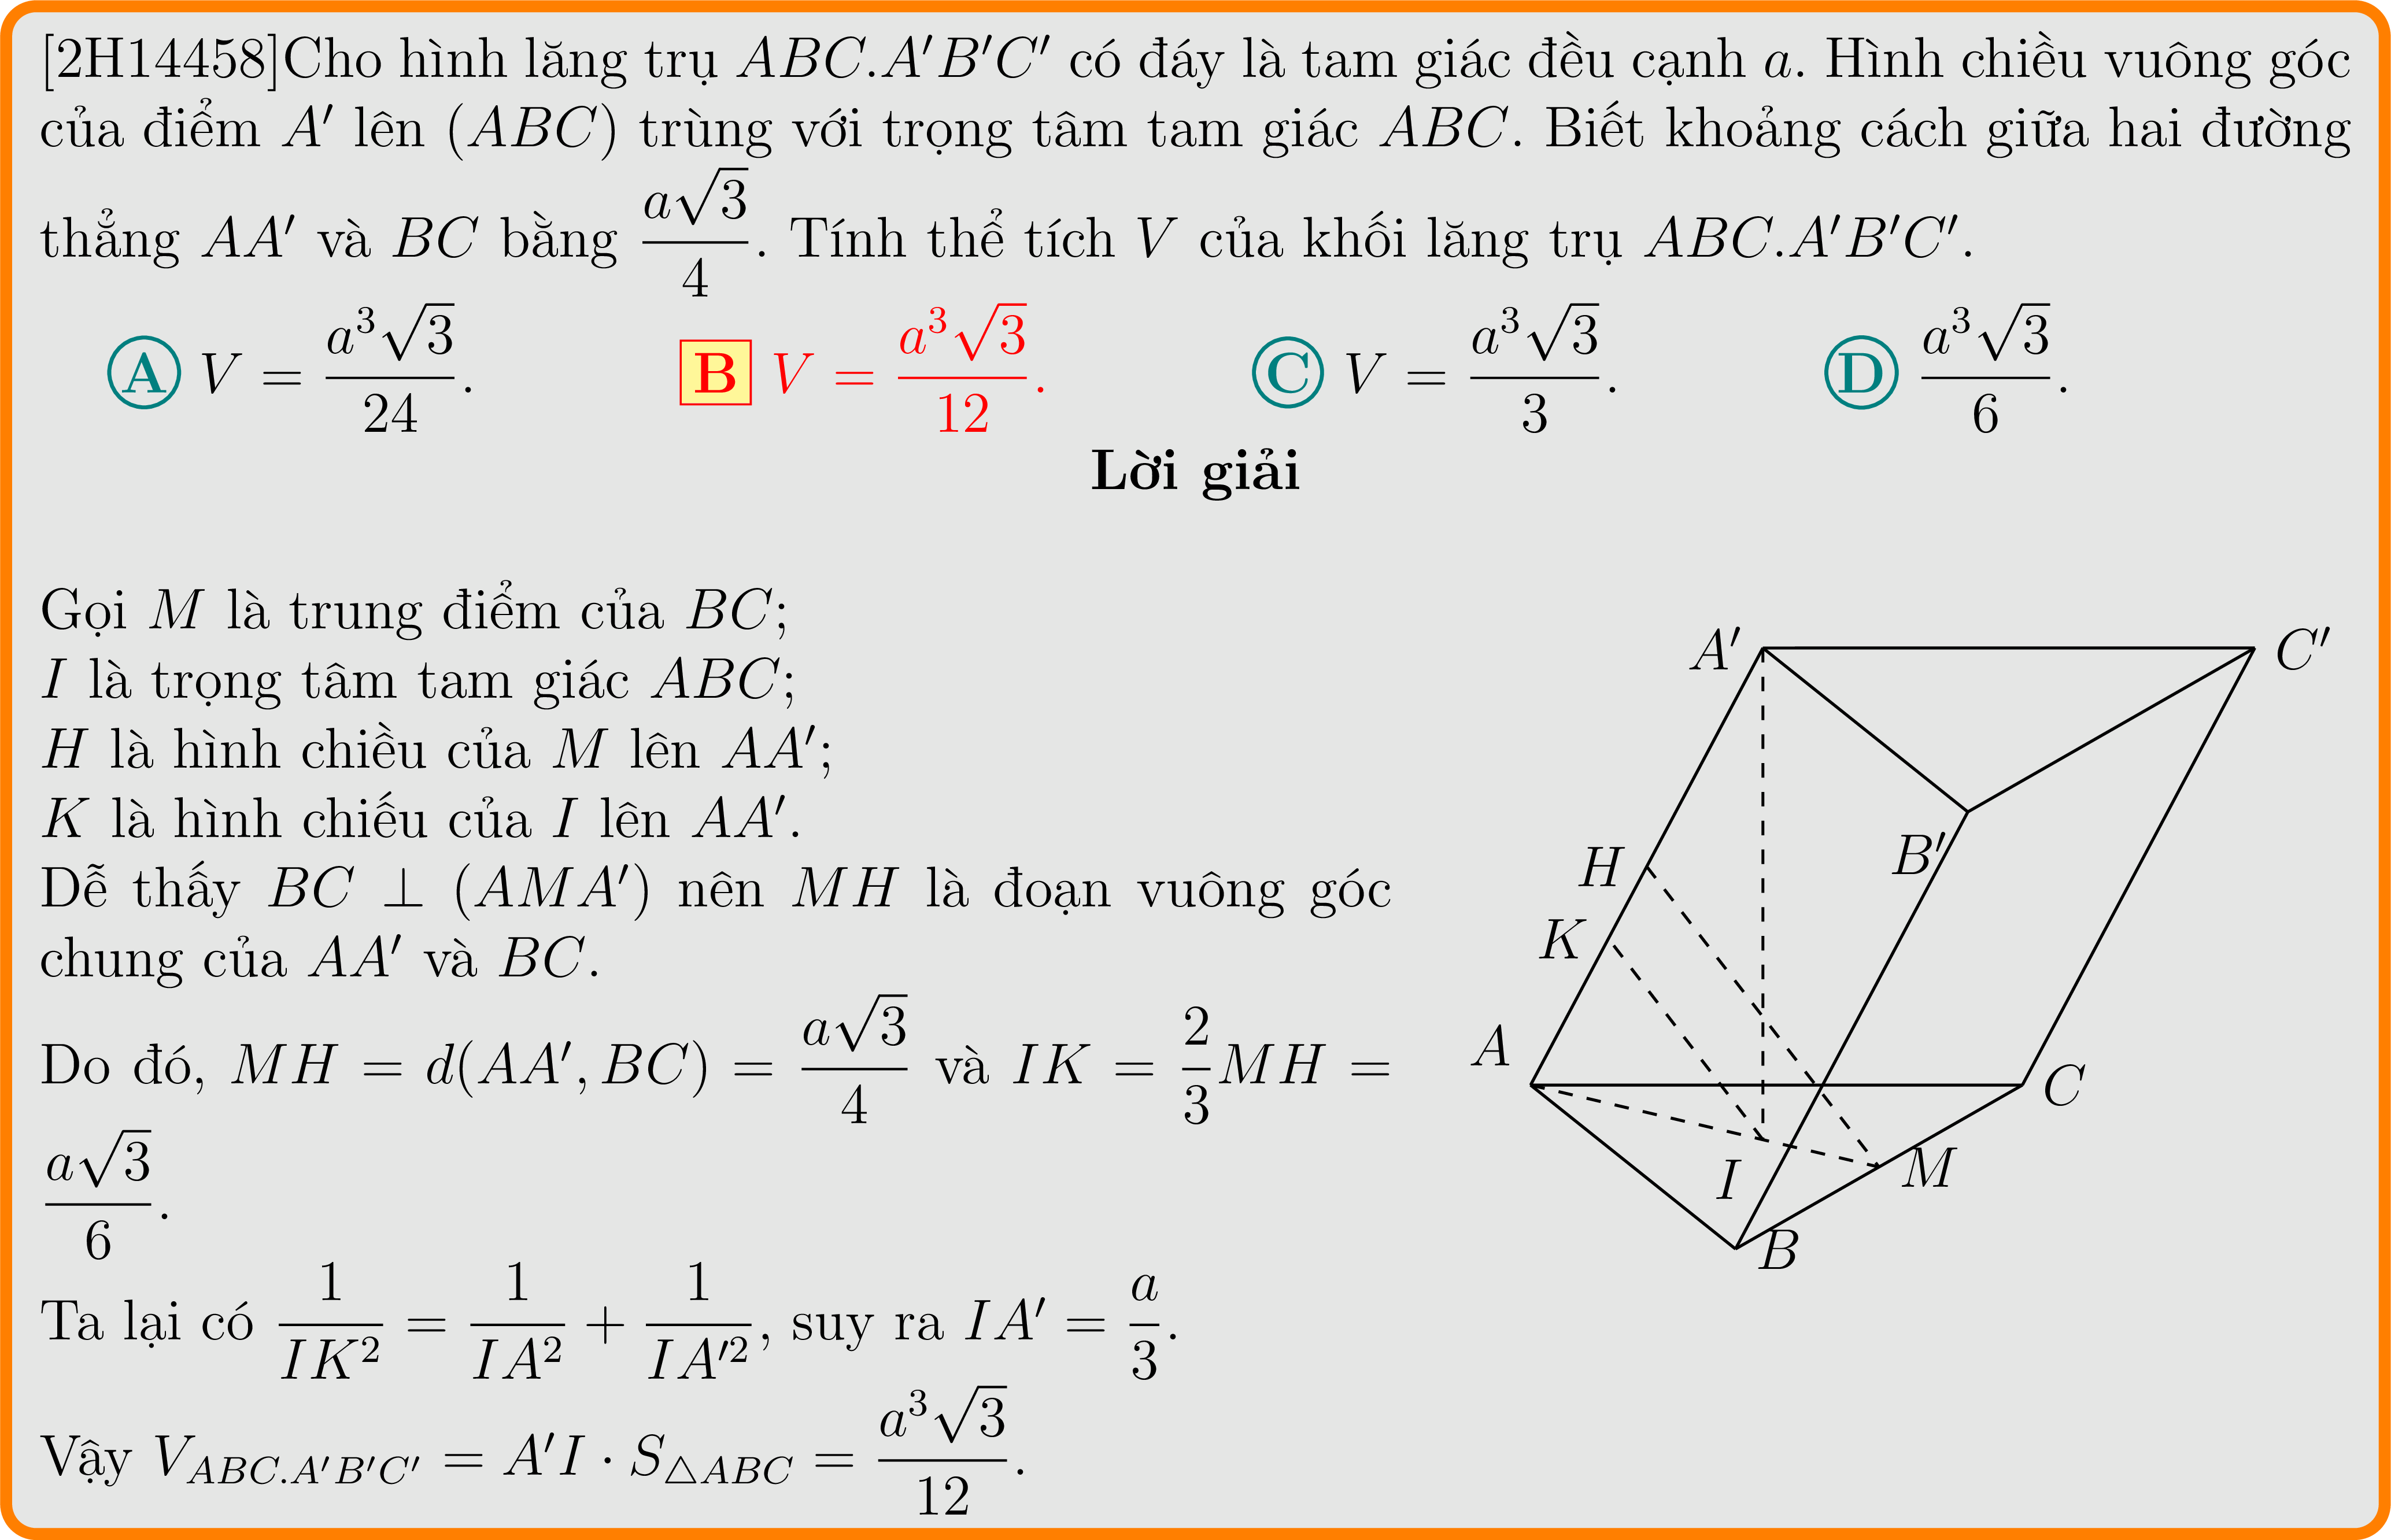 [2H14458]Cho hình lăng trụ ABC.A′B′C′ có đáy là tam giác đều cạnh a. Hình chiều vuông góc
của điểm A′ lên (ABC) trùng với trọng tâm tam giác ABC. Biết khoảng cách giữa hai đường
thẳng AA′ và BC bằng $\frac{a\sqrt{3}}{4}$. Tính thể tích V của khối lăng trụ ABC.A′B′C′.
A $V = \frac{a^3\sqrt{3}}{24}$. B $V = \frac{a^3\sqrt{3}}{12}$. C $V = \frac{a^3\sqrt{3}}{3}$. D $\frac{a^3\sqrt{3}}{6}$.
Lời giải
Gọi M là trung điểm của BC;
I là trọng tâm tam giác ABC;
H là hình chiều của M lên AA′;
K là hình chiếu của I lên AA′.
Dễ thấy BC ⊥ (AMA′) nên MH là đoạn vuông góc
chung của AA′ và BC.
Do đó, $MH = d(AA', BC) = \frac{a\sqrt{3}}{4}$ và $IK = \frac{2}{3}MH =$
$\frac{a\sqrt{3}}{6}$.
Ta lại có $\frac{1}{IK^2} = \frac{1}{IA^2} + \frac{1}{IA'^2}$, suy ra $IA' = \frac{a}{3}$.
Vậy $V_{ABC.A'B'C'} = A'I \cdot S_{\triangle ABC} = \frac{a^3\sqrt{3}}{12}$.
A′
C′
H
B′
K
A
C
I
M
B